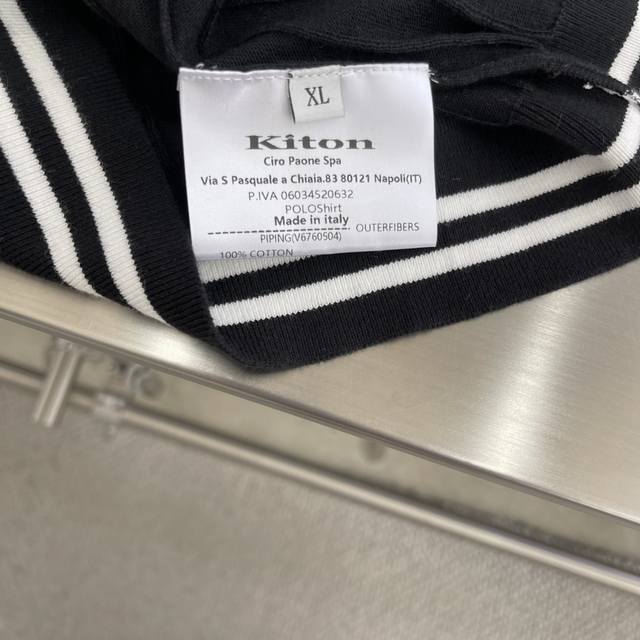 XL
Kiton
Ciro Paone Spa
Via S Pasquale a Chiaia.83 80121 Napoli(IT)
P.IVA 06034520632
POLOShirt
Made in ltaly
OUTERFIBERS
PIPING(V6760504)
100% COTTON